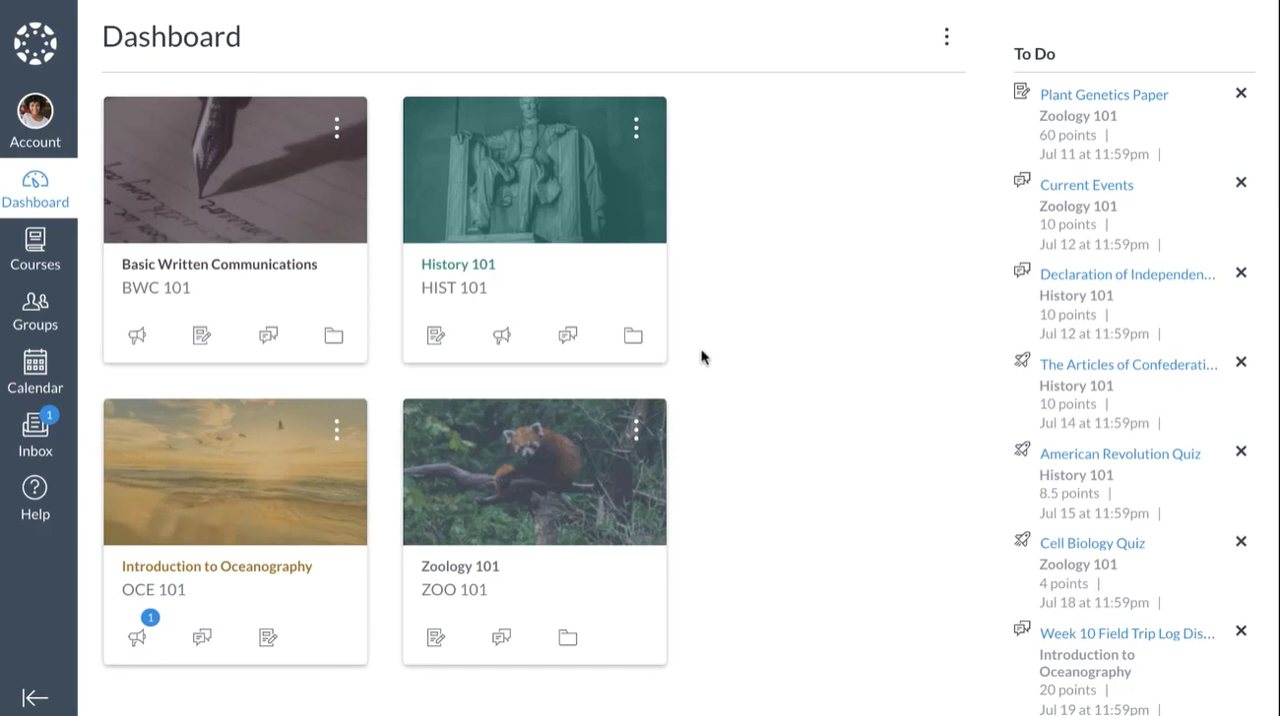 Account
Dashboard
Courses
Groups
Calendar
1
Inbox
Help
Dashboard
Basic Written Communications
BWC 101
History 101
HIST 101
Introduction to Oceanography
OCE 101
1
Zoology 101
ZOO 101
To Do
Plant Genetics Paper
Zoology 101
60 points |
Jul 11 at 11:59pm |
Current Events
Zoology 101
10 points |
Jul 12 at 11:59pm |
Declaration of Independen...
History 101
10 points |
Jul 12 at 11:59pm |
The Articles of Confederati...
History 101
10 points |
Jul 14 at 11:59pm |
American Revolution Quiz
History 101
8.5 points |
Jul 15 at 11:59pm |
Cell Biology Quiz
Zoology 101
4 points |
Jul 18 at 11:59pm |
Week 10 Field Trip Log Dis...
Introduction to
Oceanography
20 points |
Jul 19 at 11:59pm |